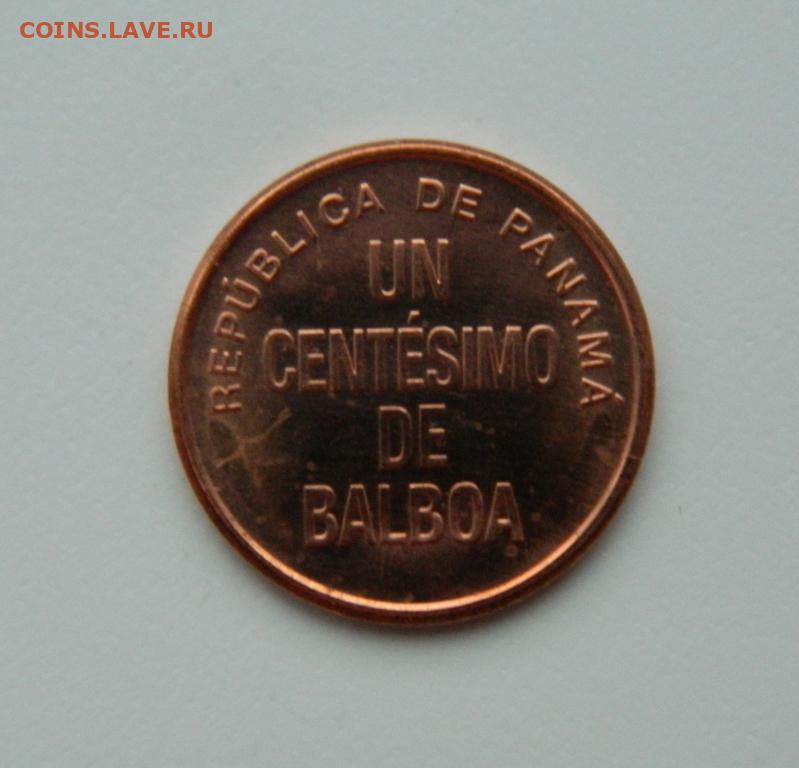 COINS.LAVE.RU
REPÚBLICA DE PANAMÁ
UN
CENTÉSIMO
DE
BALBOA